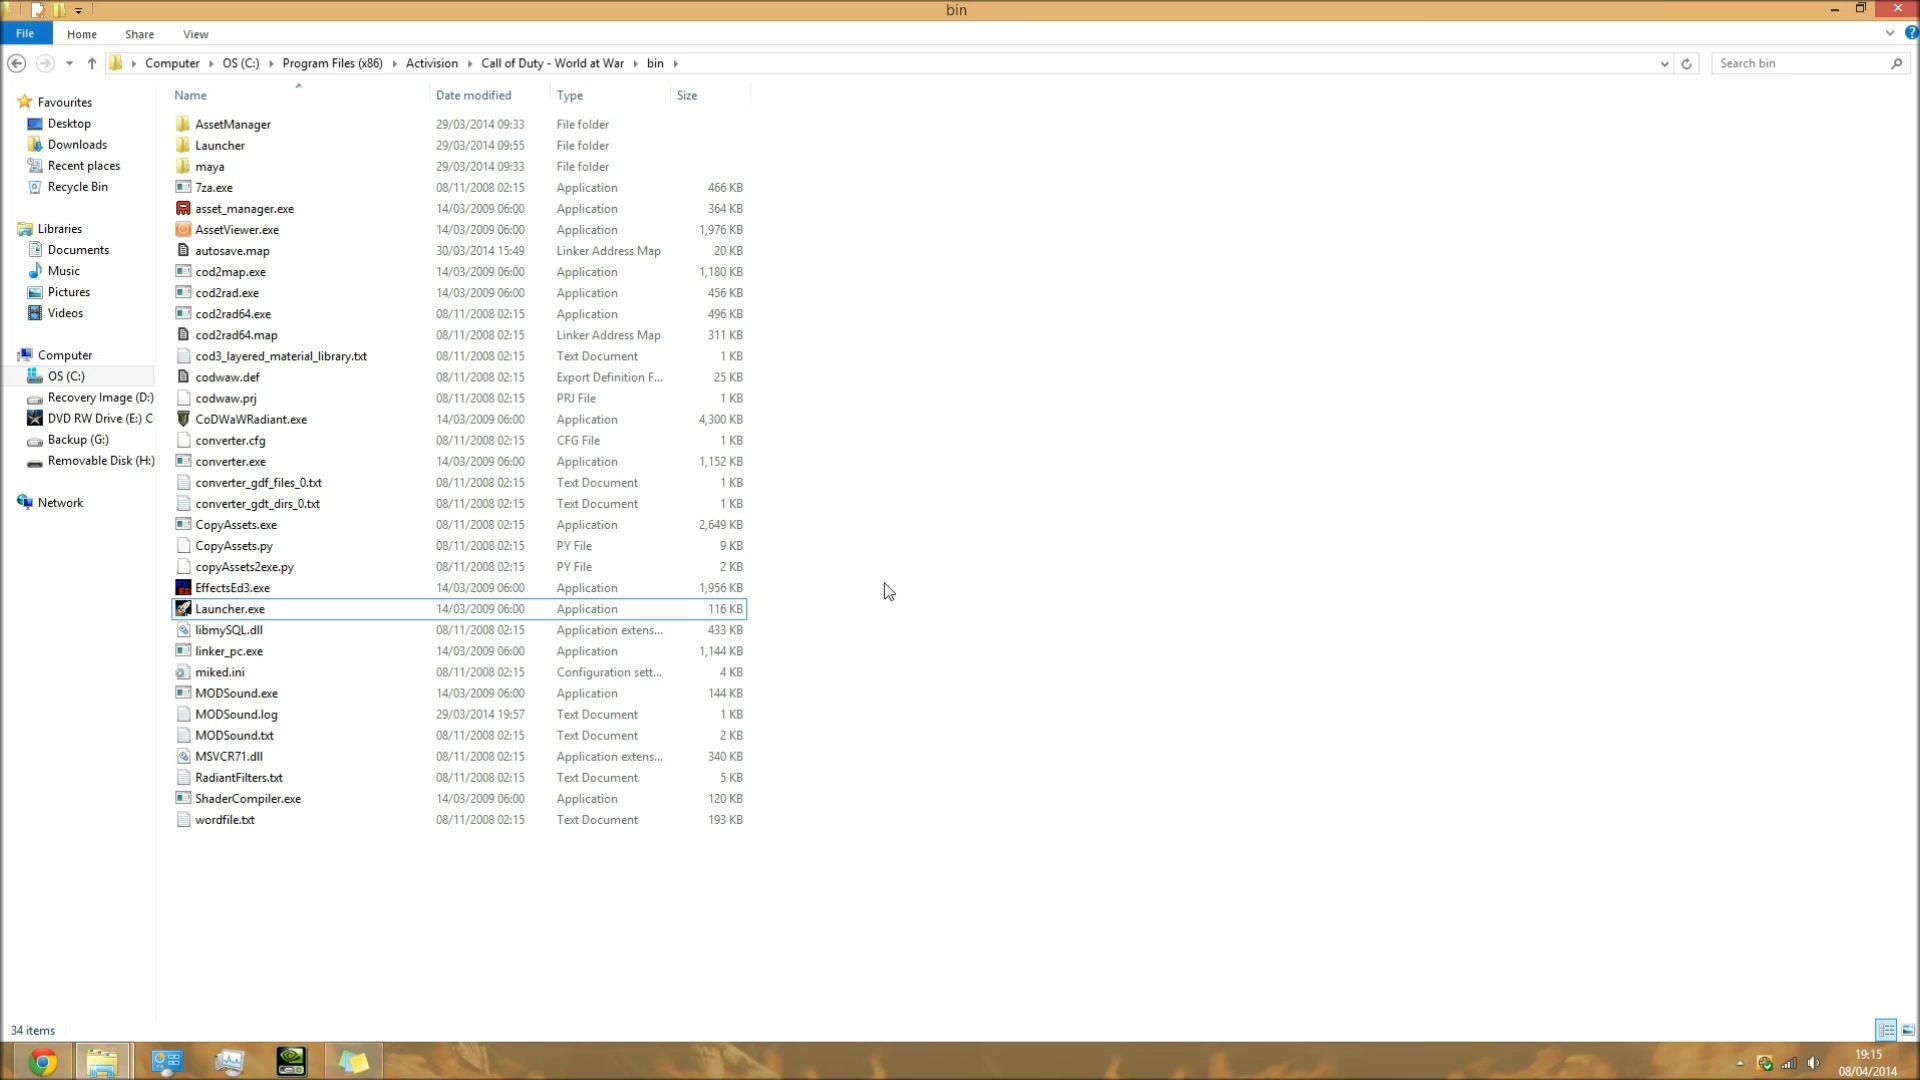 bin
File Home Share View
Computer OS (C:) Program Files (x86) Activision Call of Duty - World at War bin Search bin
Name Date modified Type Size
Favourites
Desktop
Downloads
Recent places
Recycle Bin
Libraries
Documents
Music
Pictures
Videos
Computer
OS (C:)
Recovery Image (D:)
DVD RW Drive (E:) C
Backup (G:)
Removable Disk (H:)
Network
AssetManager 29/03/2014 09:33 File folder
Launcher 29/03/2014 09:55 File folder
maya 29/03/2014 09:33 File folder
7za.exe 08/11/2008 02:15 Application 466 KB
asset_manager.exe 14/03/2009 06:00 Application 364 KB
AssetViewer.exe 14/03/2009 06:00 Application 1,976 KB
autosave.map 30/03/2014 15:49 Linker Address Map 20 KB
cod2map.exe 14/03/2009 06:00 Application 1,180 KB
cod2rad.exe 14/03/2009 06:00 Application 456 KB
cod2rad64.exe 08/11/2008 02:15 Application 496 KB
cod2rad64.map 08/11/2008 02:15 Linker Address Map 311 KB
cod3_layered_material_library.txt 08/11/2008 02:15 Text Document 1 KB
codwaw.def 08/11/2008 02:15 Export Definition F... 25 KB
codwaw.prj 08/11/2008 02:15 PRJ File 1 KB
CoDWaWRadiant.exe 14/03/2009 06:00 Application 4,300 KB
converter.cfg 08/11/2008 02:15 CFG File 1 KB
converter.exe 14/03/2009 06:00 Application 1,152 KB
converter_gdf_files_0.txt 08/11/2008 02:15 Text Document 1 KB
converter_gdt_dirs_0.txt 08/11/2008 02:15 Text Document 1 KB
CopyAssets.exe 08/11/2008 02:15 Application 2,649 KB
CopyAssets.py 08/11/2008 02:15 PY File 9 KB
copyAssets2exe.py 08/11/2008 02:15 PY File 2 KB
EffectsEd3.exe 14/03/2009 06:00 Application 1,956 KB
Launcher.exe 14/03/2009 06:00 Application 116 KB
libmySQL.dll 08/11/2008 02:15 Application extens... 433 KB
linker_pc.exe 14/03/2009 06:00 Application 1,144 KB
miked.ini 08/11/2008 02:15 Configuration sett... 4 KB
MODSound.exe 14/03/2009 06:00 Application 144 KB
MODSound.log 29/03/2014 19:57 Text Document 1 KB
MODSound.txt 08/11/2008 02:15 Text Document 2 KB
MSVCR71.dll 08/11/2008 02:15 Application extens... 340 KB
RadiantFilters.txt 08/11/2008 02:15 Text Document 5 KB
ShaderCompiler.exe 14/03/2009 06:00 Application 120 KB
wordfile.txt 08/11/2008 02:15 Text Document 193 KB
34 items
19:15
08/04/2014